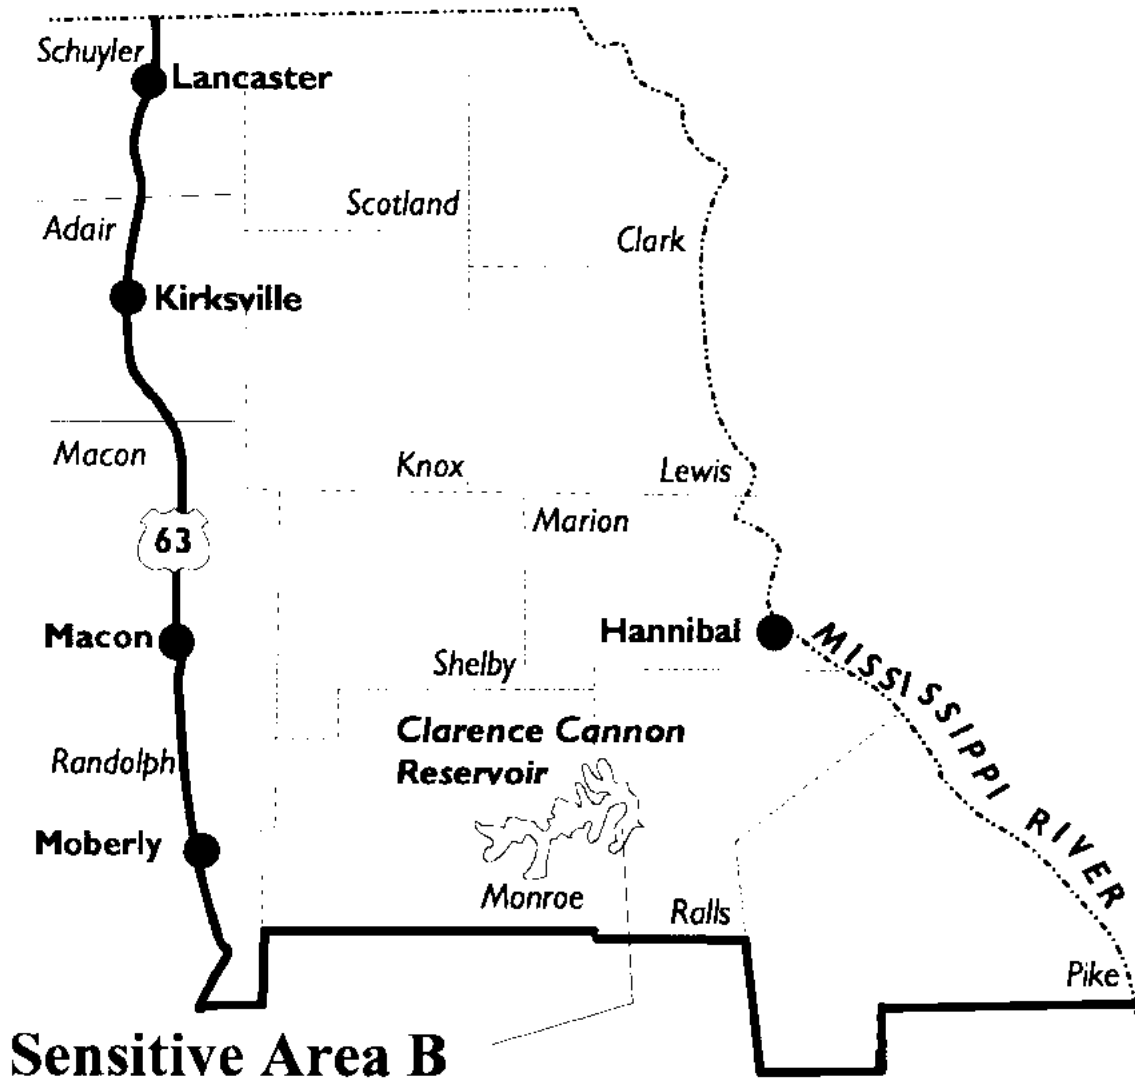 Schuyler
Lancaster
Scotland
Adair
Clark
Kirksville
Macon
Knox
Lewis
Marion
63
Macon
Hannibal
MISSISSIPPI RIVER
Shelby
Clarence Cannon
Reservoir
Randolph
Moberly
Monroe
Ralls
Pike
Sensitive Area B